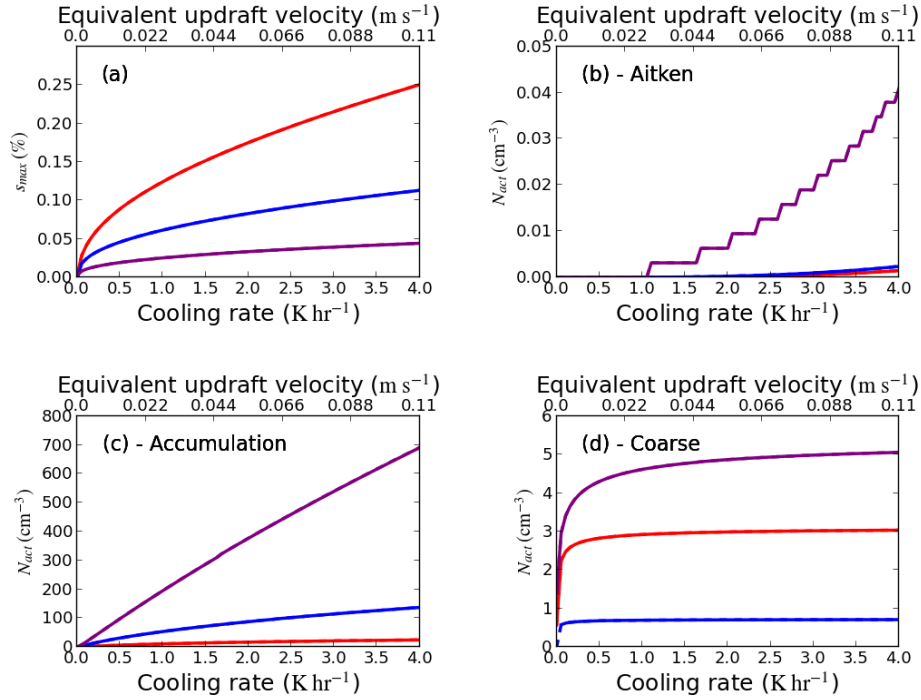 Equivalent updraft velocity (m s⁻¹)
0.0 0.022 0.044 0.066 0.088 0.11
(a)
s_max (%)
0.25
0.20
0.15
0.10
0.05
0.00
0.0 0.5 1.0 1.5 2.0 2.5 3.0 3.5 4.0
Cooling rate (K hr⁻¹)
Equivalent updraft velocity (m s⁻¹)
0.0 0.022 0.044 0.066 0.088 0.11
(b) - Aitken
N_act (cm⁻³)
0.05
0.04
0.03
0.02
0.01
0.00
0.0 0.5 1.0 1.5 2.0 2.5 3.0 3.5 4.0
Cooling rate (K hr⁻¹)
Equivalent updraft velocity (m s⁻¹)
0.0 0.022 0.044 0.066 0.088 0.11
(c) - Accumulation
N_act (cm⁻³)
800
700
600
500
400
300
200
100
0
0.0 0.5 1.0 1.5 2.0 2.5 3.0 3.5 4.0
Cooling rate (K hr⁻¹)
Equivalent updraft velocity (m s⁻¹)
0.0 0.022 0.044 0.066 0.088 0.11
(d) - Coarse
N_act (cm⁻³)
6
5
4
3
2
1
0
0.0 0.5 1.0 1.5 2.0 2.5 3.0 3.5 4.0
Cooling rate (K hr⁻¹)